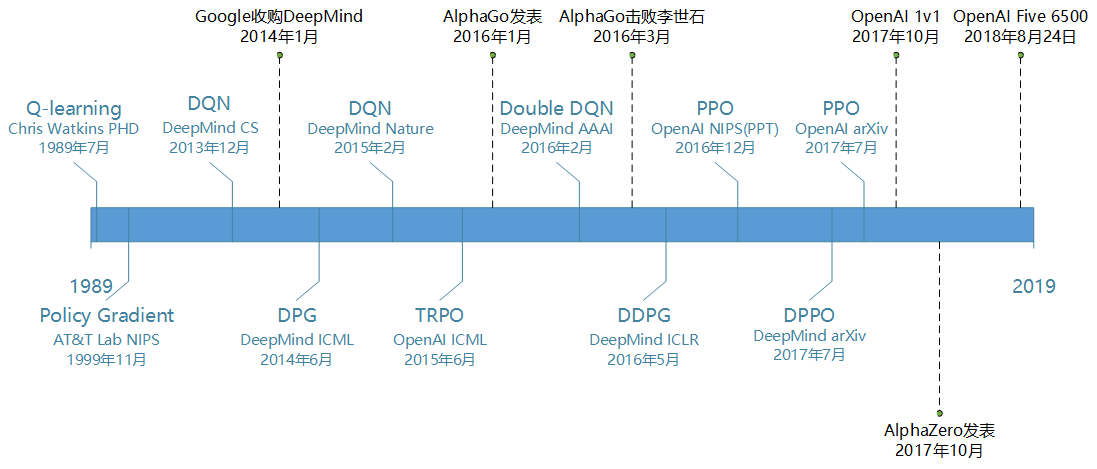 Google收购DeepMind
2014年1月
AlphaGo发表
2016年1月
AlphaGo击败李世石
2016年3月
OpenAI 1v1
2017年10月
OpenAI Five 6500
2018年8月24日
Q-learning
Chris Watkins PHD
1989年7月
DQN
DeepMind CS
2013年12月
DQN
DeepMind Nature
2015年2月
Double DQN
DeepMind AAAI
2016年2月
PPO
OpenAI NIPS(PPT)
2016年12月
PPO
OpenAI arXiv
2017年7月
1989
2019
Policy Gradient
AT&T Lab NIPS
1999年11月
DPG
DeepMind ICML
2014年6月
TRPO
OpenAI ICML
2015年6月
DDPG
DeepMind ICLR
2016年5月
DPPO
DeepMind arXiv
2017年7月
AlphaZero发表
2017年10月